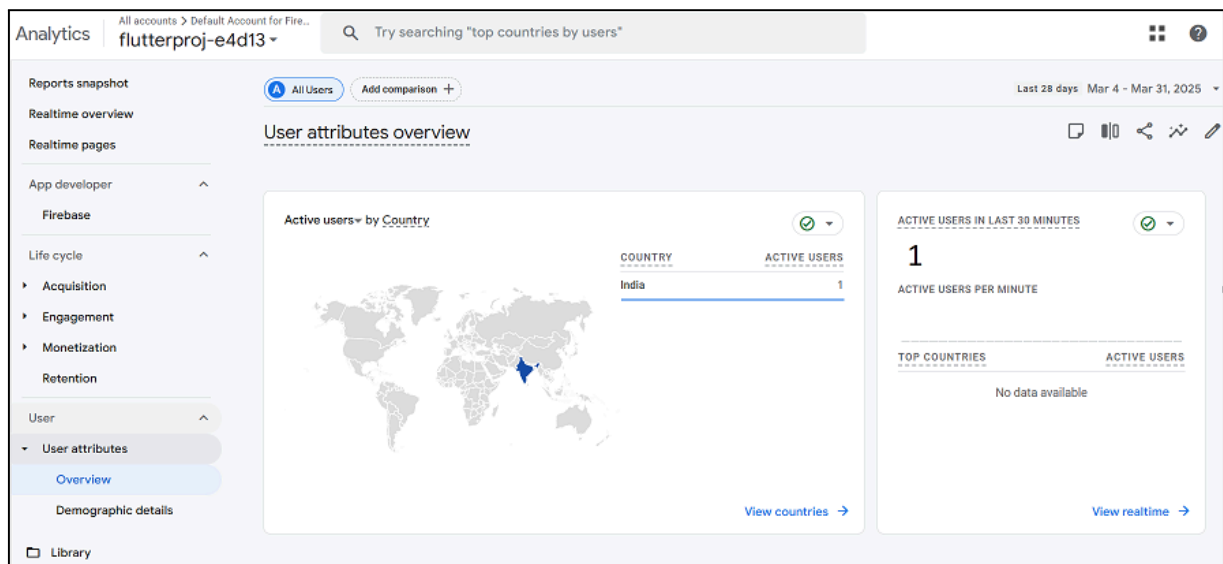 Analytics
All accounts > Default Account for Fire...
flutterproj-e4d13
Try searching "top countries by users"
Reports snapshot
Realtime overview
Realtime pages
App developer
Firebase
Life cycle
Acquisition
Engagement
Monetization
Retention
User
User attributes
Overview
Demographic details
Library
A All Users
Add comparison +
Last 28 days Mar 4 - Mar 31, 2025
User attributes overview
Active users by Country
COUNTRY ACTIVE USERS
India 1
View countries →
ACTIVE USERS IN LAST 30 MINUTES
1
ACTIVE USERS PER MINUTE
TOP COUNTRIES ACTIVE USERS
No data available
View realtime →